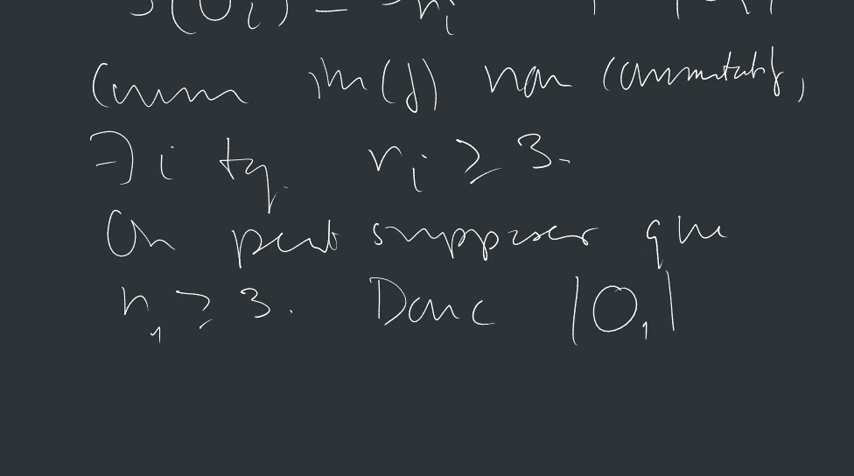 Comme im(f) non commutatif,
∃ i tq. n_i ≥ 3.
On peut supposer que
n_1 ≥ 3. Donc |O_1|